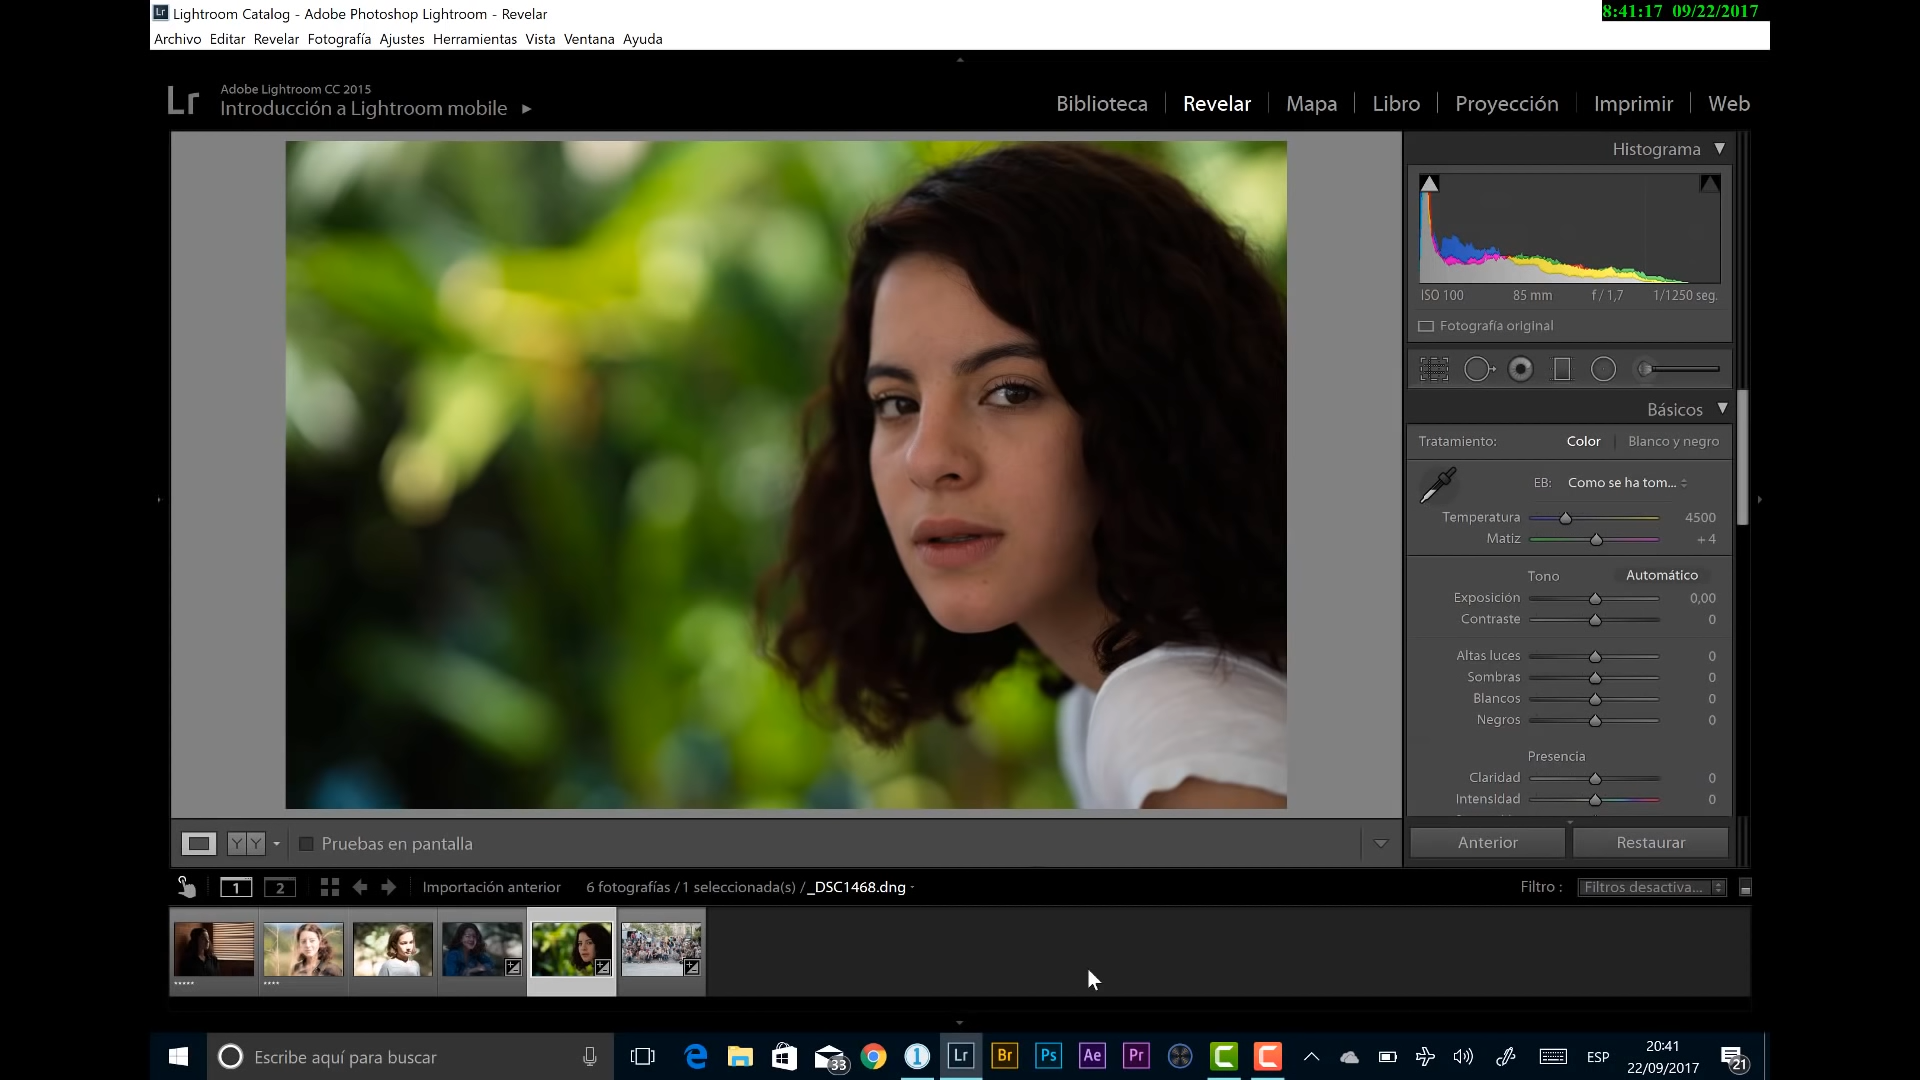 Lr Lightroom Catalog - Adobe Photoshop Lightroom - Revelar
8:41:17 09/22/2017
Archivo Editar Revelar Fotografía Ajustes Herramientas Vista Ventana Ayuda
Lr
Adobe Lightroom CC 2015
Introducción a Lightroom mobile
Biblioteca Revelar Mapa Libro Proyección Imprimir Web
Histograma
ISO 100 85 mm f / 1,7 1/1250 seg.
Fotografía original
Básicos
Tratamiento: Color Blanco y negro
EB: Como se ha tom...
Temperatura 4500
Matiz + 4
Tono Automático
Exposición 0,00
Contraste 0
Altas luces 0
Sombras 0
Blancos 0
Negros 0
Presencia
Claridad 0
Intensidad 0
Anterior Restaurar
Y Y Pruebas en pantalla
1 2 Importación anterior 6 fotografías / 1 seleccionada(s) / _DSC1468.dng
Filtro : Filtros desactiva...
Escribe aquí para buscar
33 1 Lr Br Ps Ae Pr C C ESP
20:41
22/09/2017
21